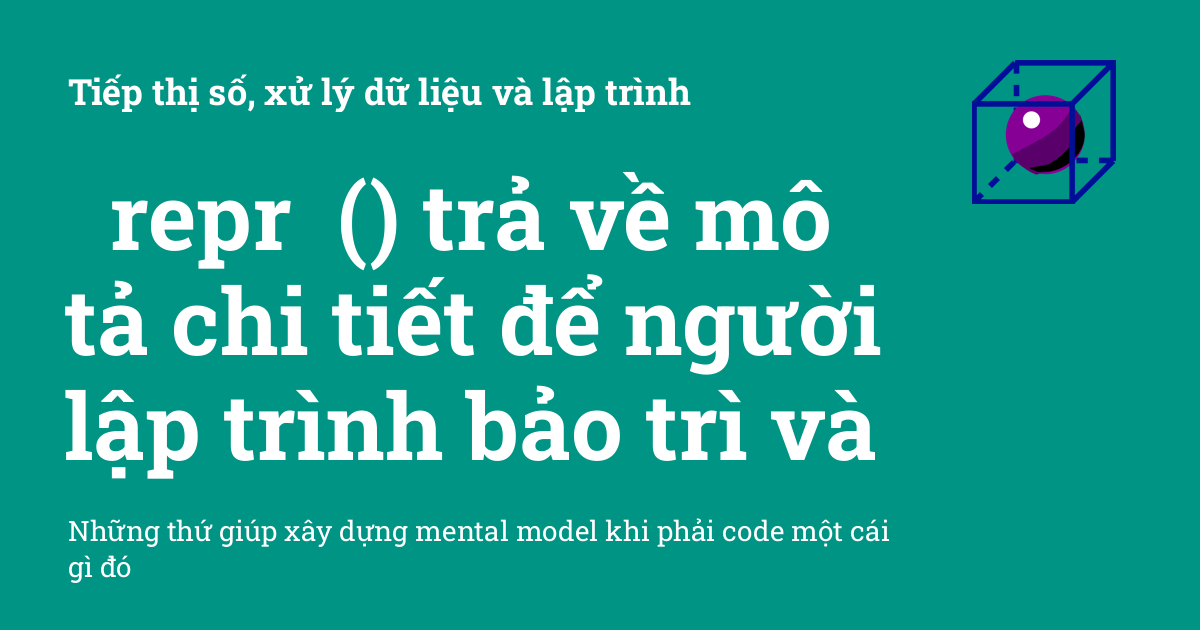 Tiếp thị số, xử lý dữ liệu và lập trình
repr () trả về mô
tả chi tiết để người
lập trình bảo trì và
Những thứ giúp xây dựng mental model khi phải code một cái
gì đó